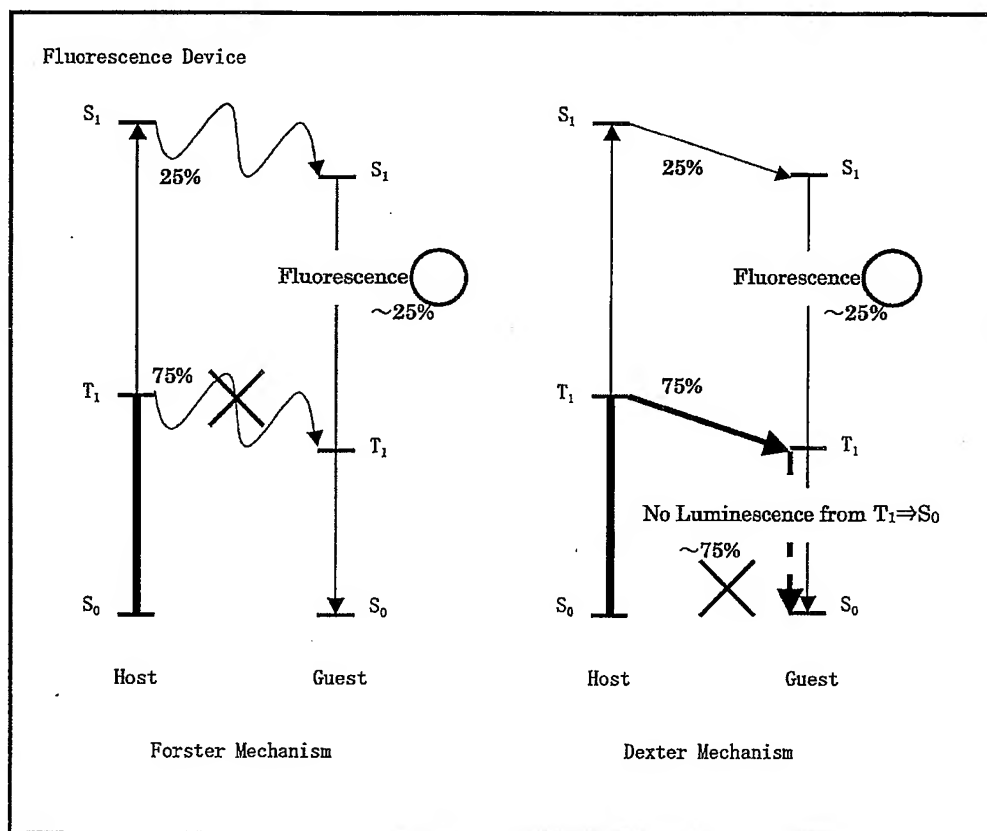 Fluorescence Device
S₁
25%
S₁
Fluorescence
~25%
75%
T₁
T₁
S₀
S₀
Host
Guest
Forster Mechanism
S₁
25%
S₁
Fluorescence
~25%
75%
T₁
T₁
No Luminescence from T₁⇒S₀
~75%
S₀
S₀
Host
Guest
Dexter Mechanism